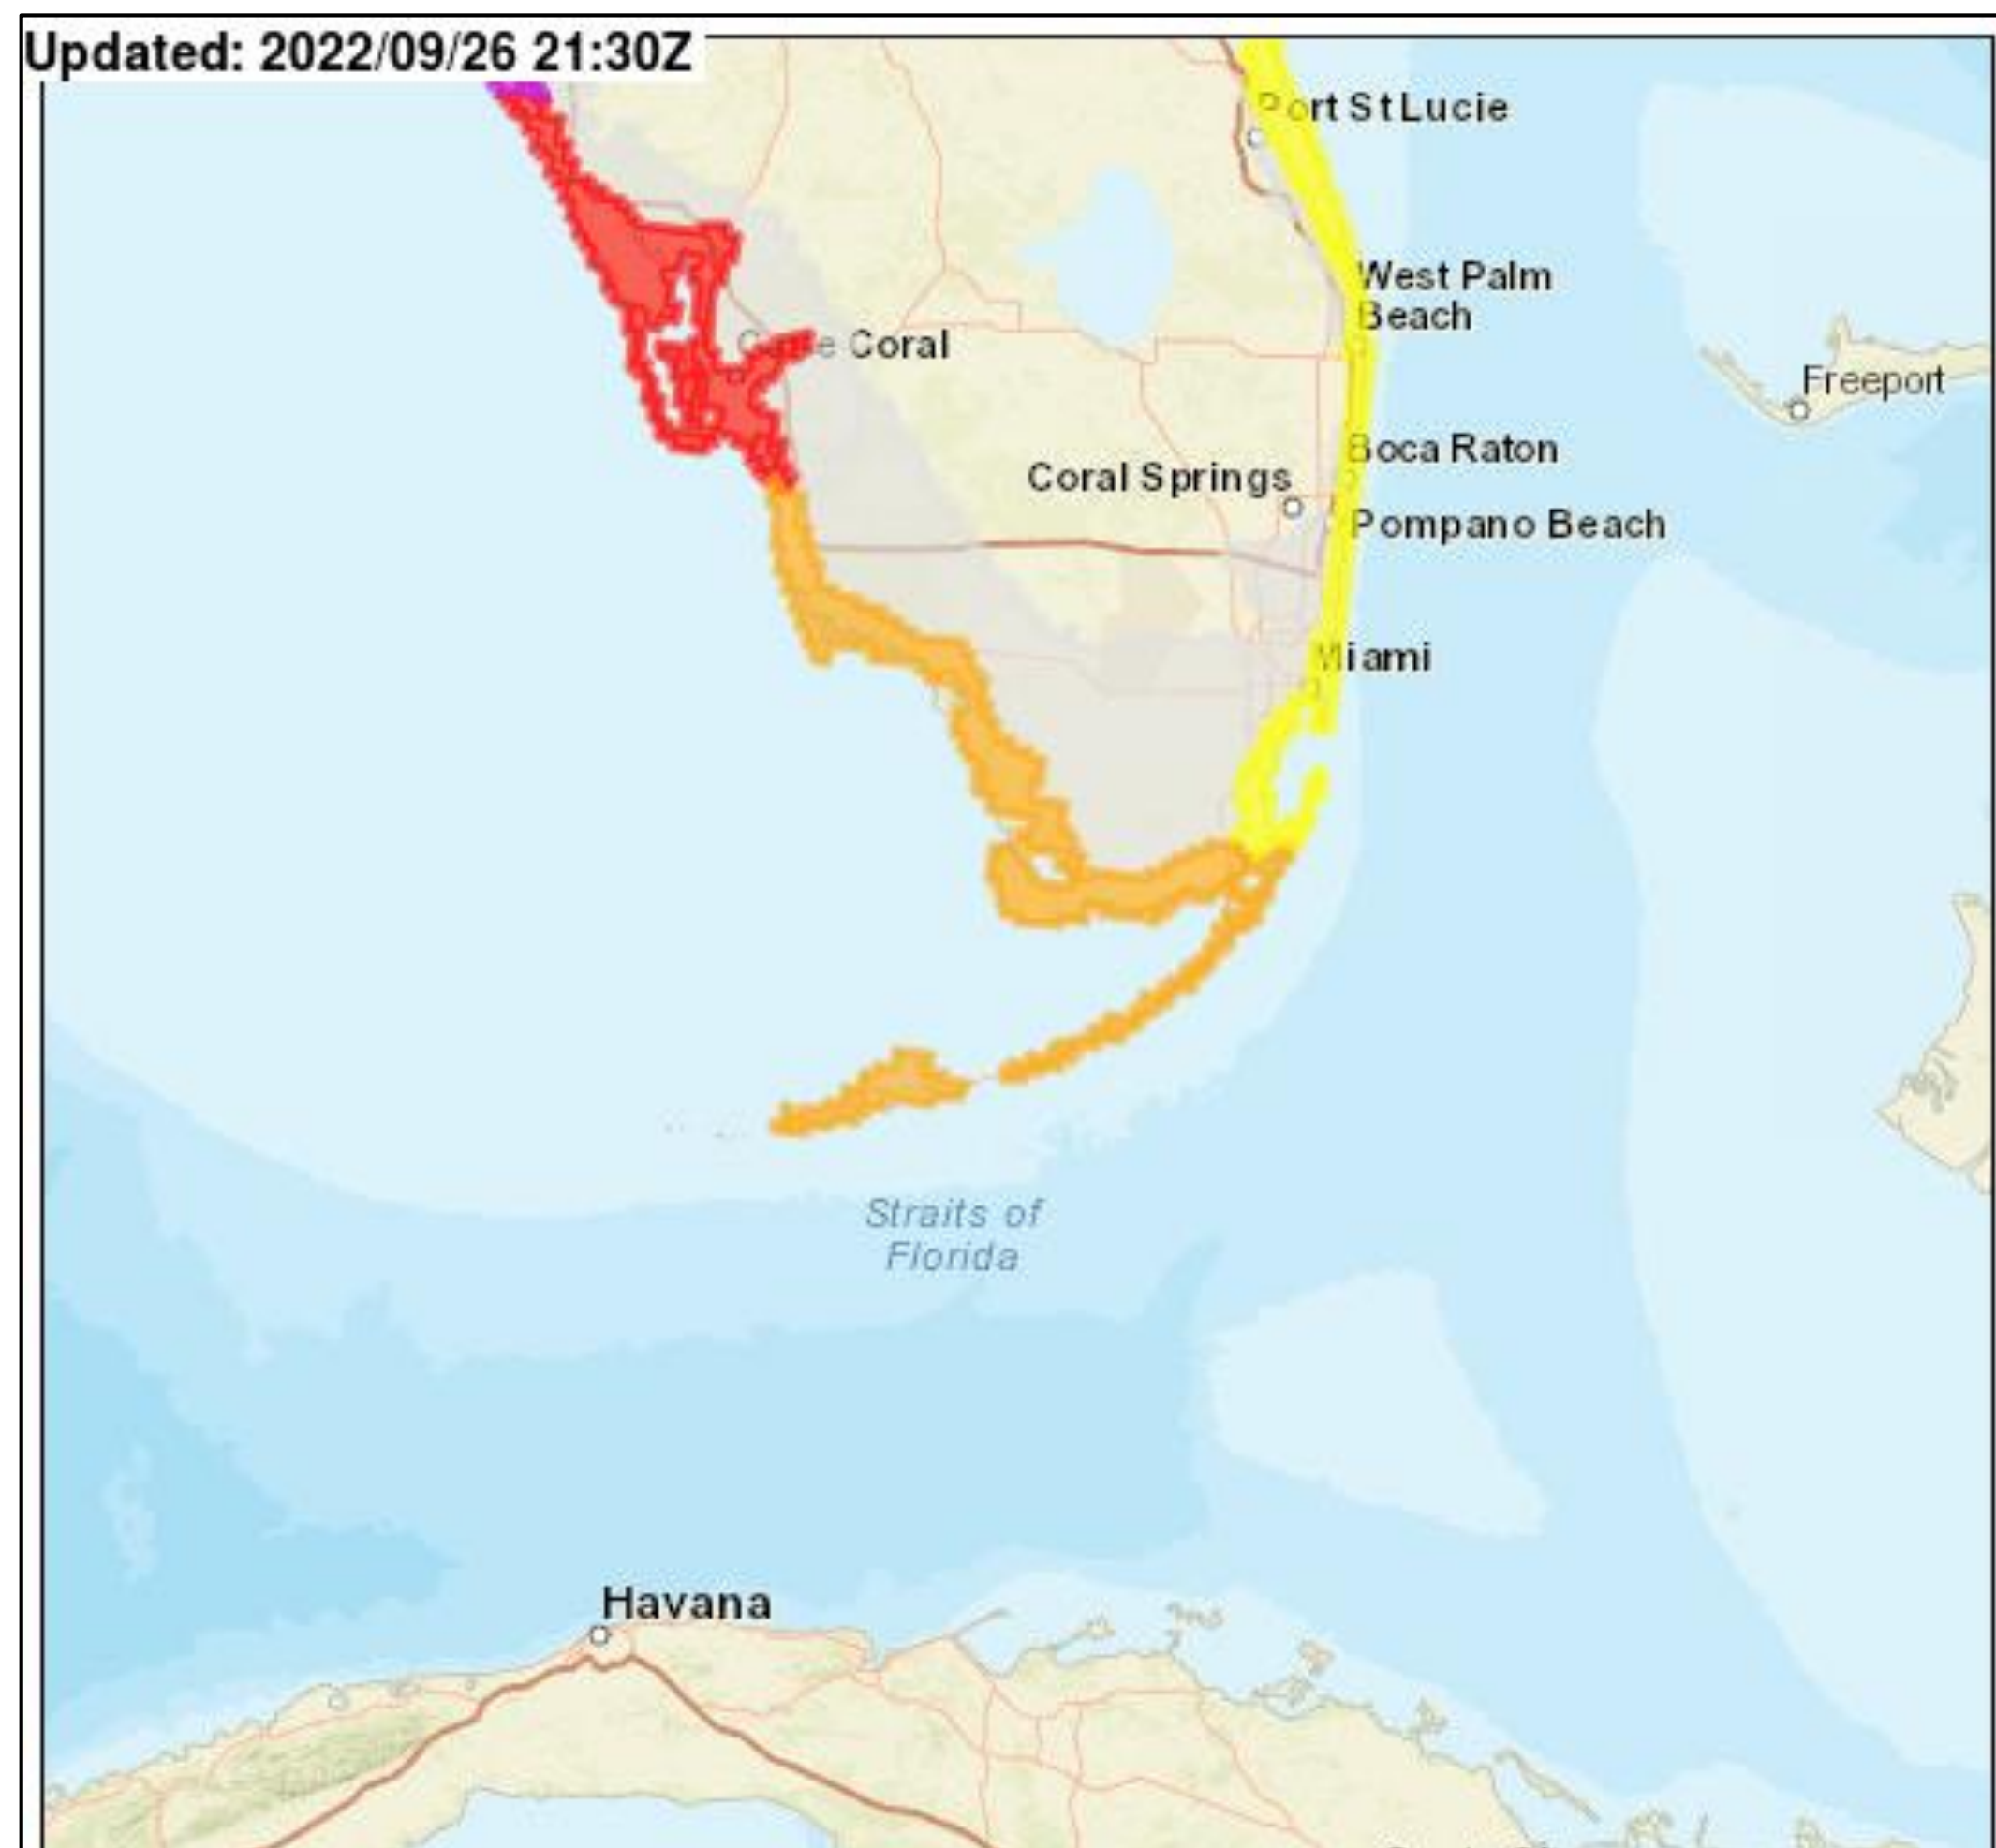 Updated: 2022/09/26 21:30Z
Port St Lucie
West Palm
Beach
Cape Coral
Freeport
Boca Raton
Coral Springs
Pompano Beach
Miami
Straits of
Florida
Havana